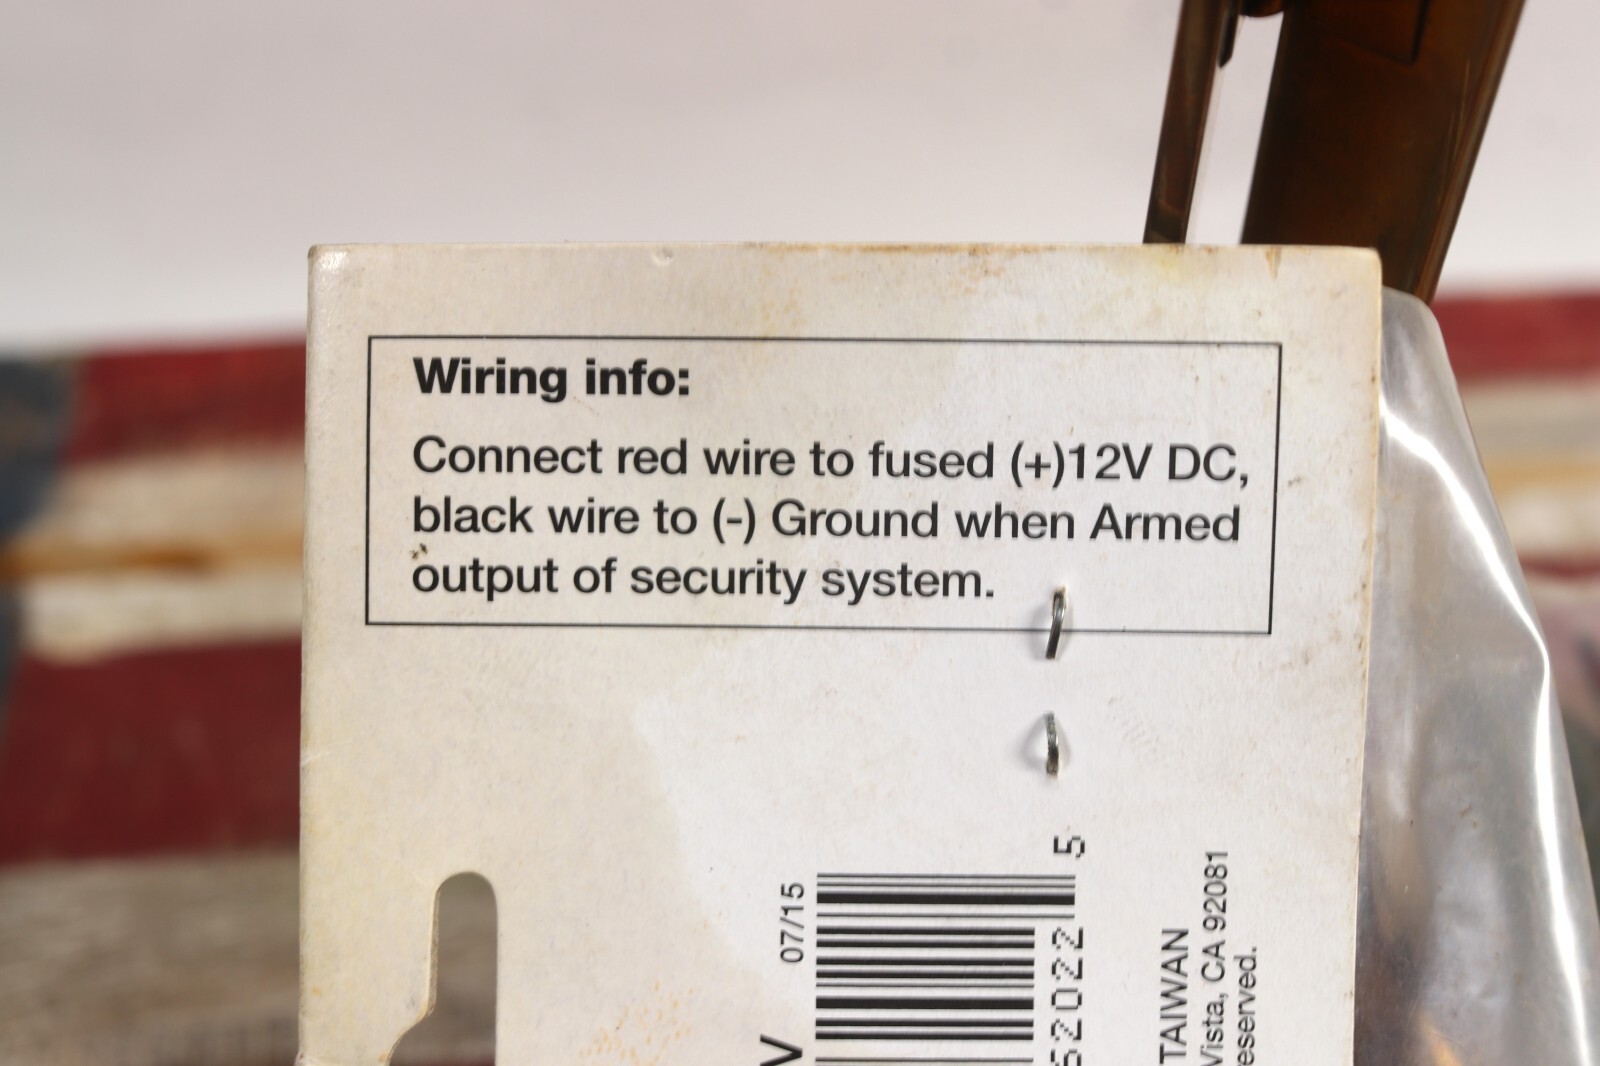 Wiring info:
Connect red wire to fused (+)12V DC,
black wire to (-) Ground when Armed
output of security system.
07/15
V
62022 5
TAIWAN
Vista, CA 92081